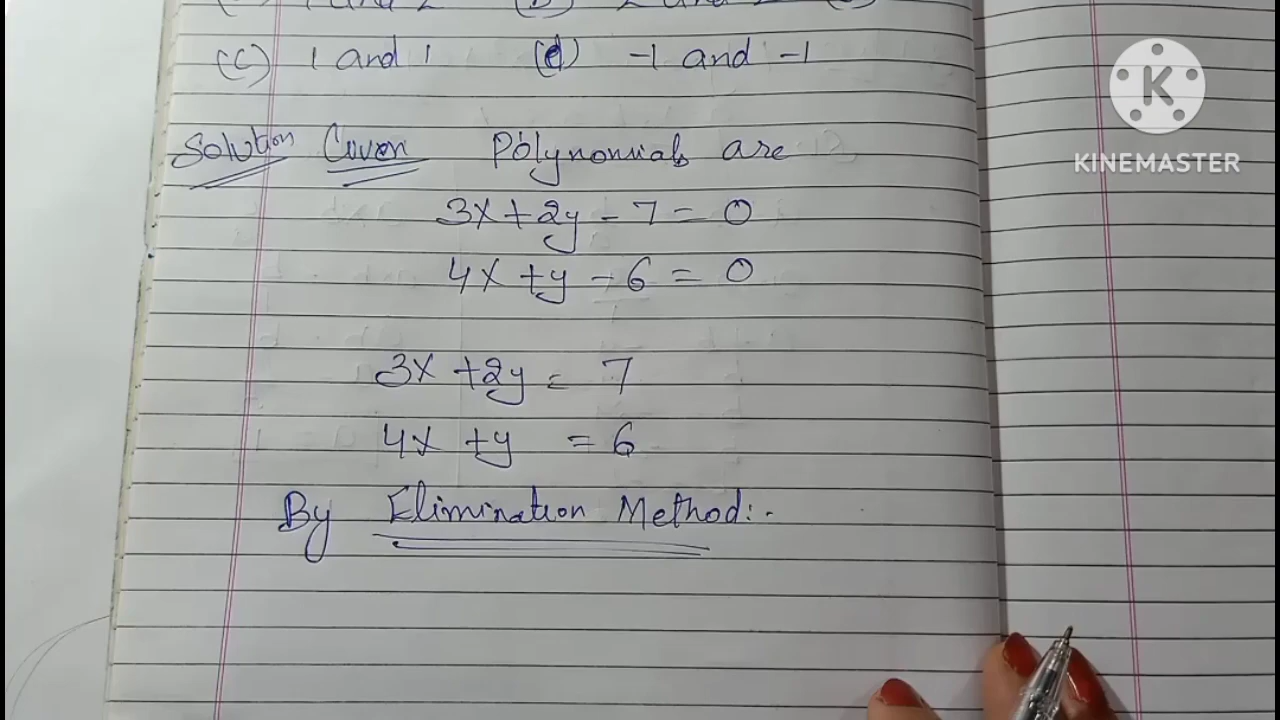 (C) 1 and 1 (d) -1 and -1
Solution Given Polynomials are
3x + 2y - 7 = 0
4x + y - 6 = 0
3x + 2y = 7
4x + y = 6
By Elimination Method:-
K
KINEMASTER